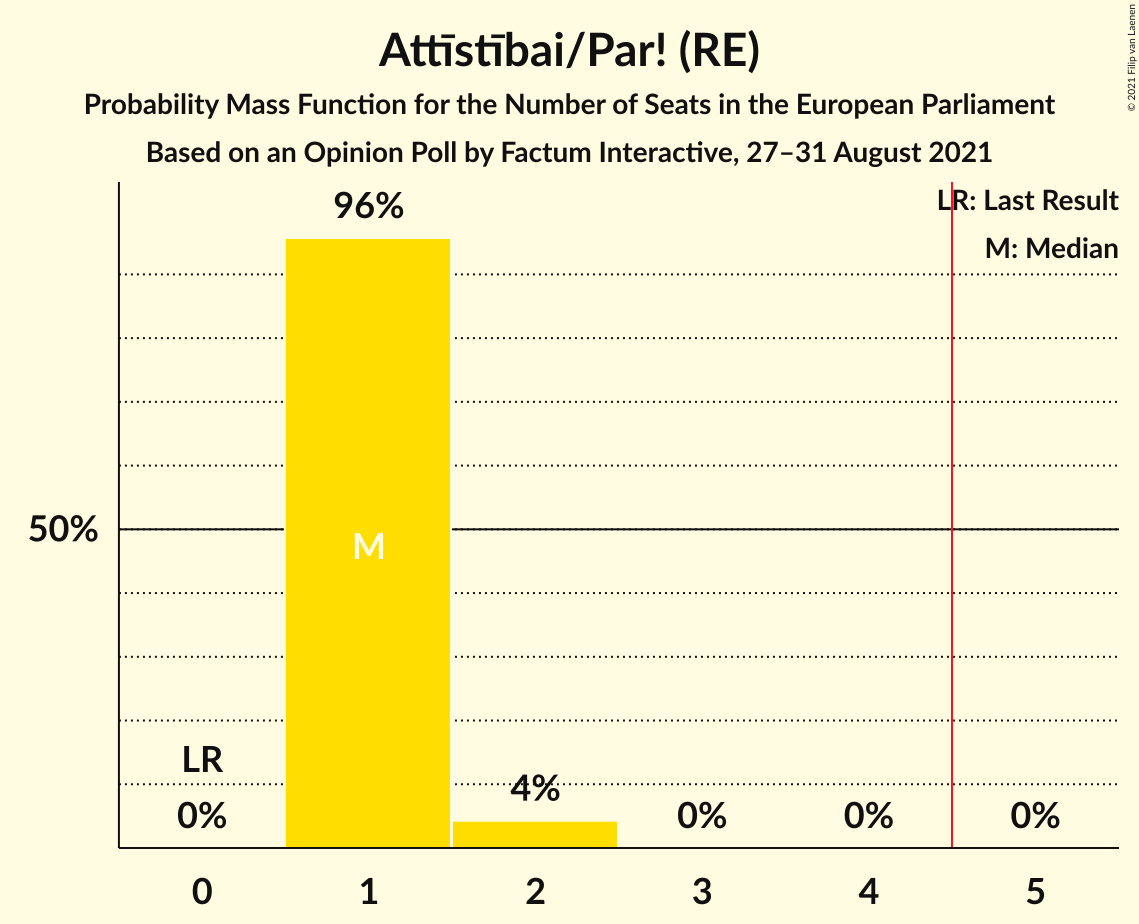 Attīstībai/Par! (RE)
Probability Mass Function for the Number of Seats in the European Parliament
Based on an Opinion Poll by Factum Interactive, 27–31 August 2021
© 2021 Filip van Laenen
LR: Last Result
M: Median
96%
50%
M
LR
0%
4%
0%
0%
0%
0 1 2 3 4 5